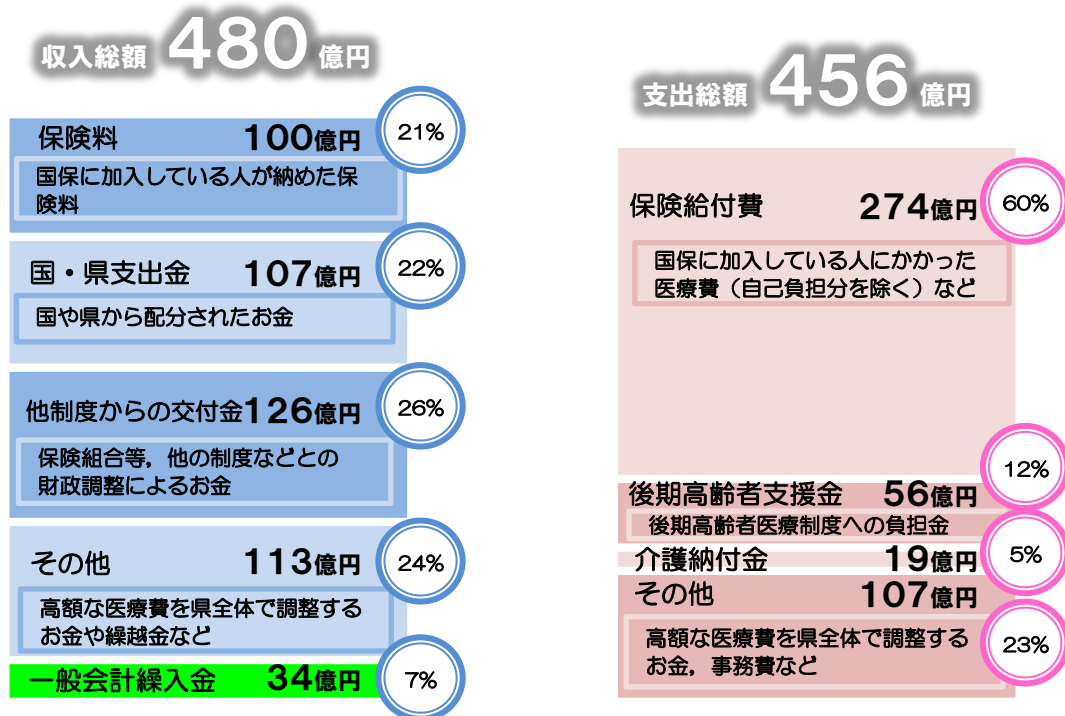 収入総額 480 億円
保険料 100億円 21%
国保に加入している人が納めた保
険料
国・県支出金 107億円 22%
国や県から配分されたお金
他制度からの交付金126億円 26%
保険組合等，他の制度などとの
財政調整によるお金
その他 113億円 24%
高額な医療費を県全体で調整する
お金や繰越金など
一般会計繰入金 34億円 7%
支出総額 456 億円
保険給付費 274億円 60%
国保に加入している人にかかった
医療費（自己負担分を除く）など
後期高齢者支援金 56億円 12%
後期高齢者医療制度への負担金
介護納付金 19億円 5%
その他 107億円 23%
高額な医療費を県全体で調整する
お金，事務費など